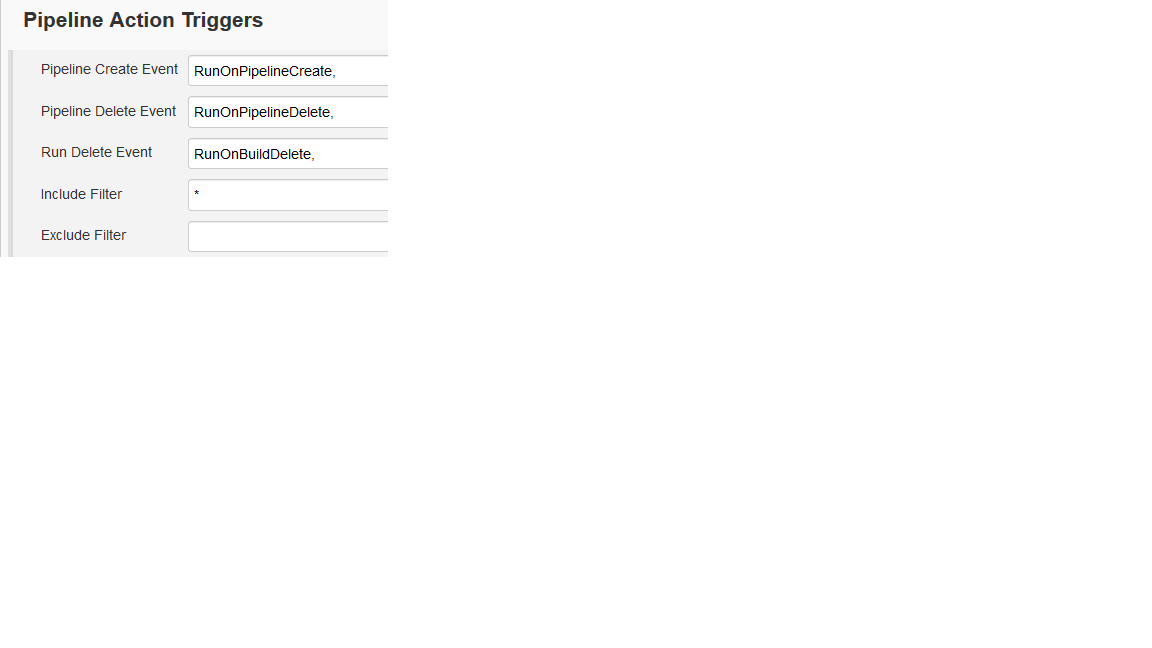 Pipeline Action Triggers
Pipeline Create Event RunOnPipelineCreate,
Pipeline Delete Event RunOnPipelineDelete,
Run Delete Event RunOnBuildDelete,
Include Filter *
Exclude Filter